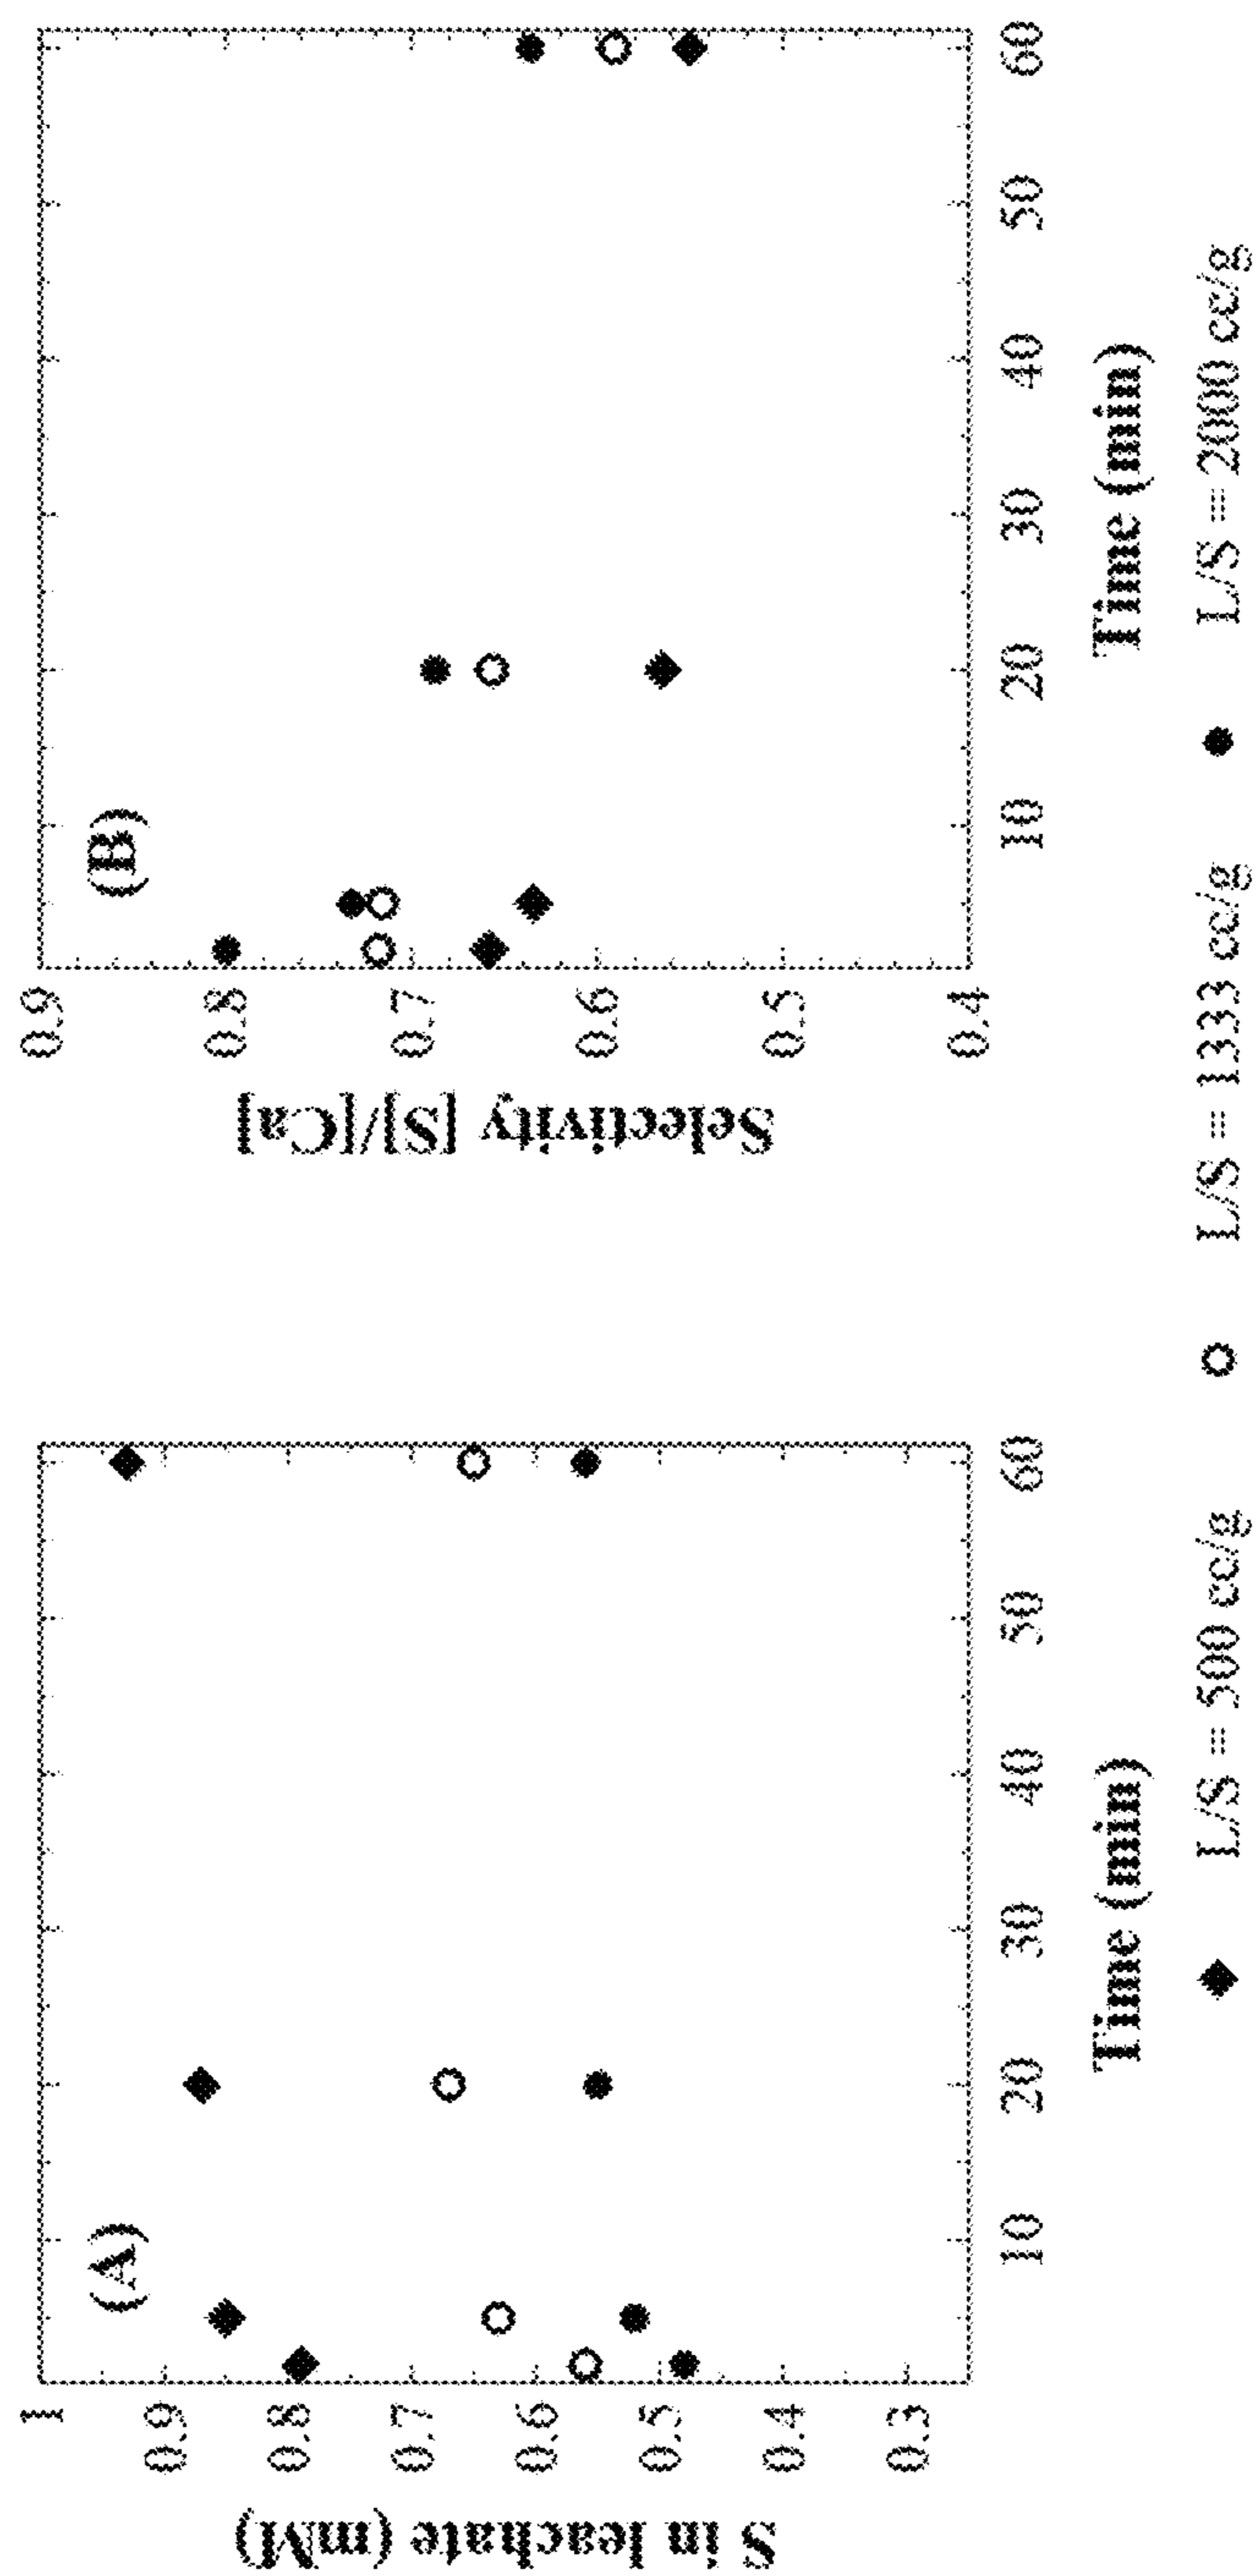 (A)
S in leachate (mM)
1
0.9
0.8
0.7
0.6
0.5
0.4
0.3
10 20 30 40 50 60
Time (min)
(B)
Selectivity [S]/[Ca]
0.9
0.8
0.7
0.6
0.5
0.4
10 20 30 40 50 60
Time (min)
L/S = 500 cc/g L/S = 1333 cc/g L/S = 2000 cc/g